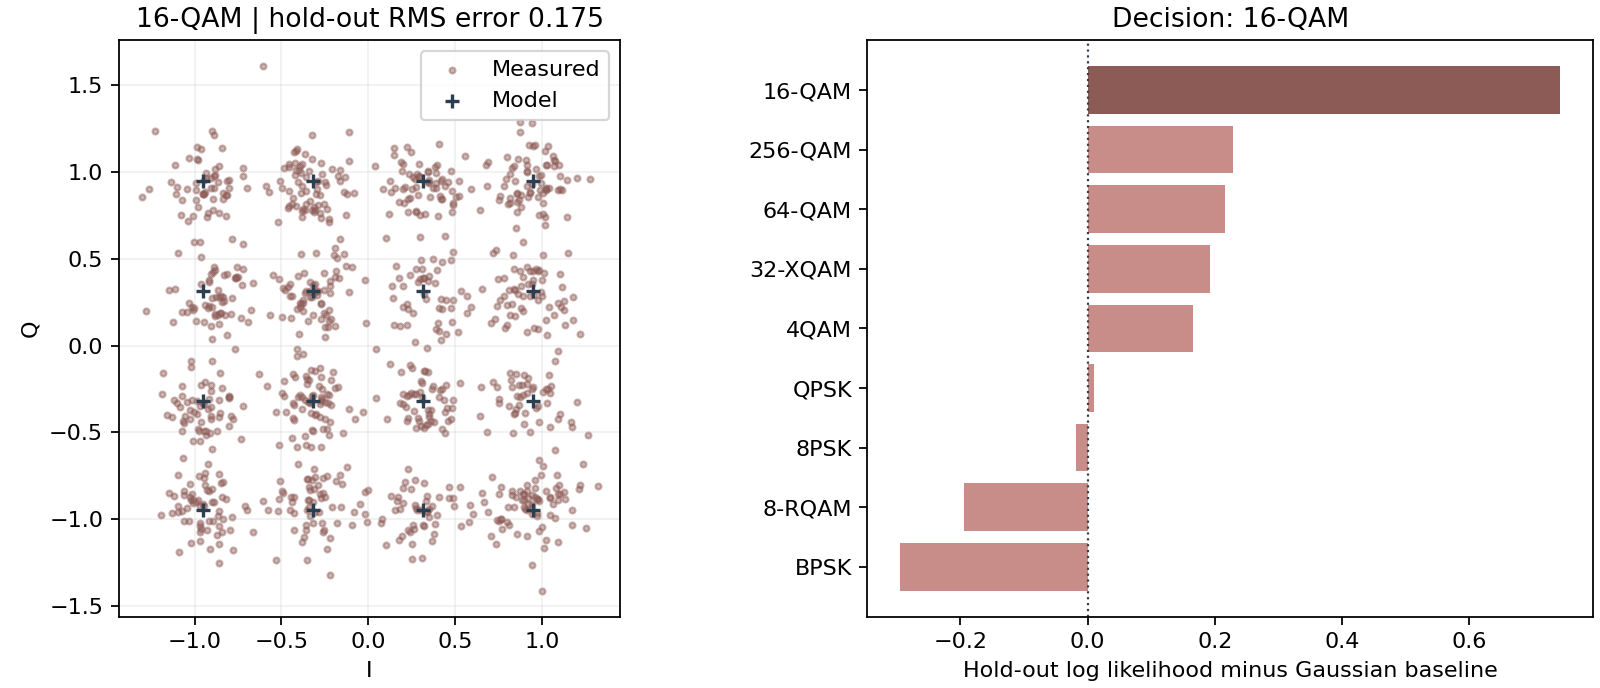 16-QAM | hold-out RMS error 0.175
Measured
Model
1.5
1.0
0.5
0.0
−0.5
−1.0
−1.5
Q
−1.0
−0.5
0.0
0.5
1.0
I
Decision: 16-QAM
16-QAM
256-QAM
64-QAM
32-XQAM
4QAM
QPSK
8PSK
8-RQAM
BPSK
−0.2
0.0
0.2
0.4
0.6
Hold-out log likelihood minus Gaussian baseline